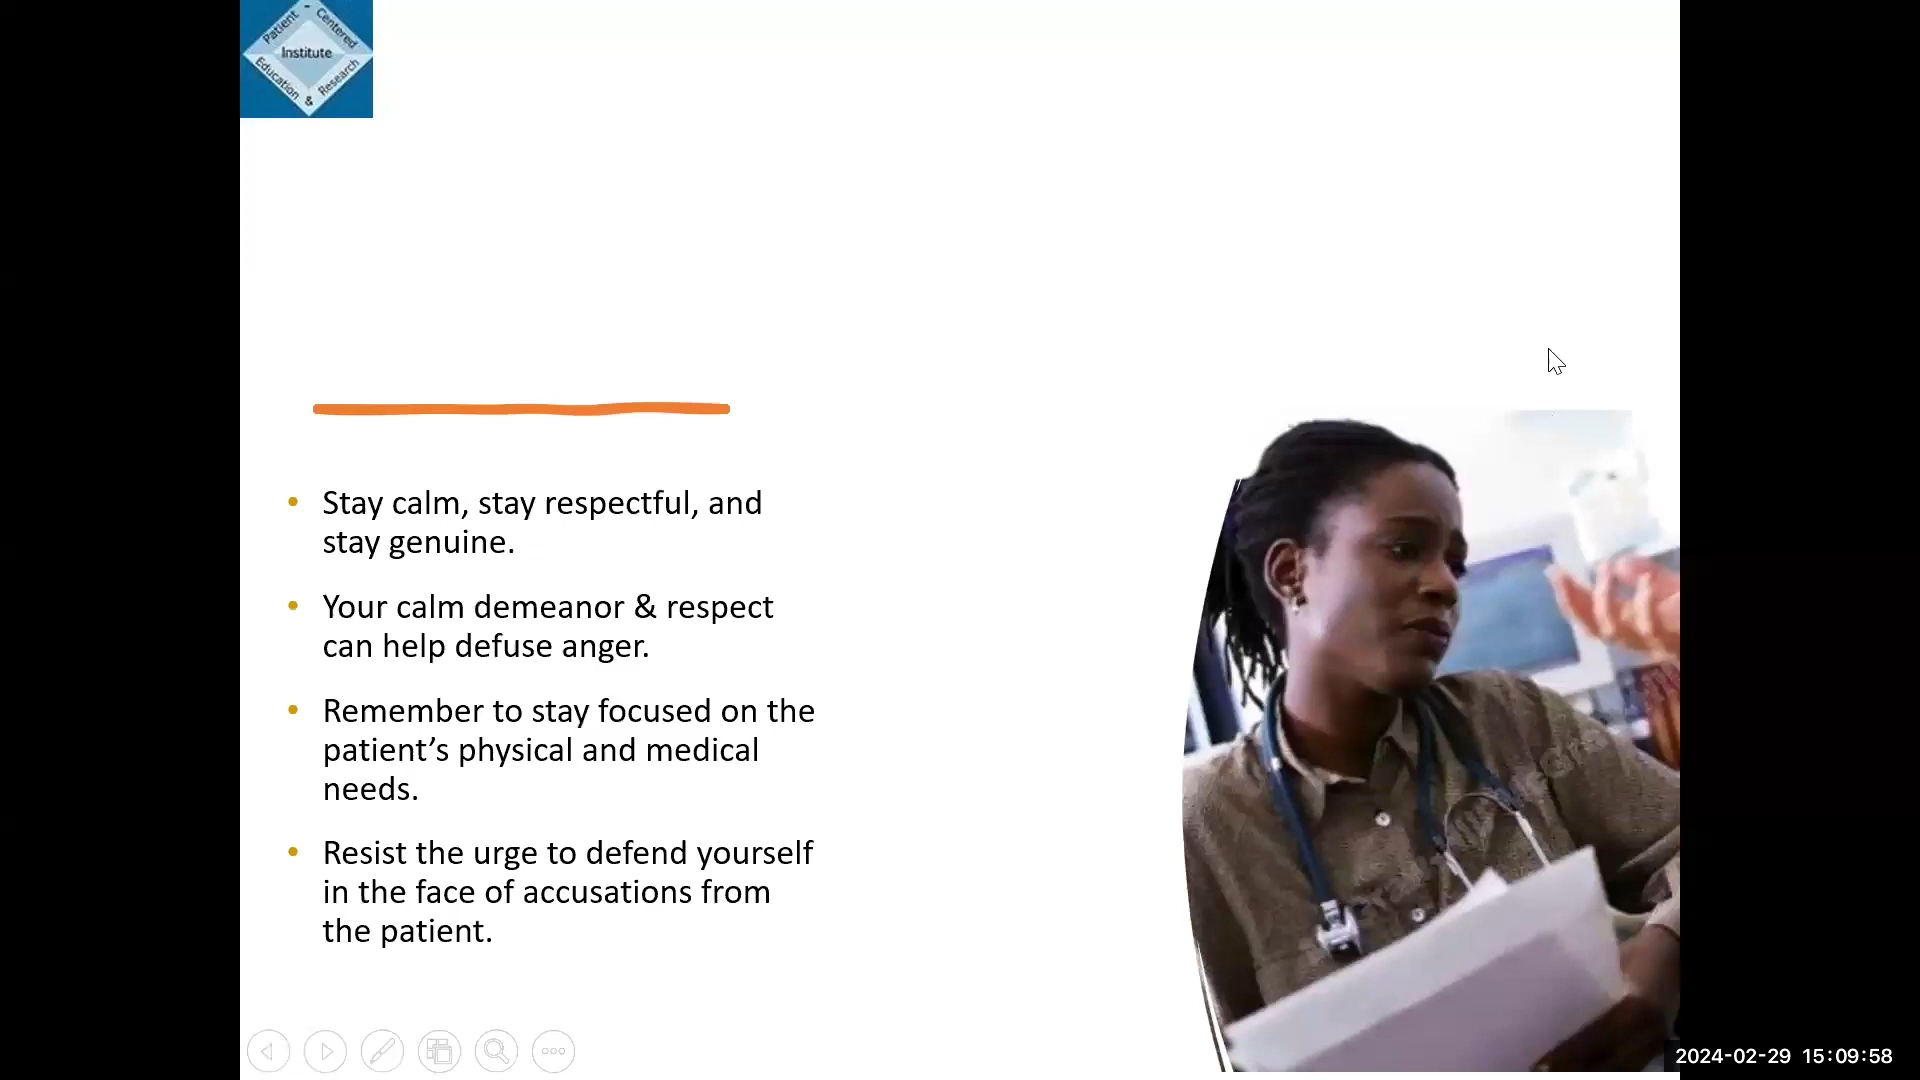 Patient - Centered
Institute
Education & Research
Stay calm, stay respectful, and
stay genuine.
Your calm demeanor & respect
can help defuse anger.
Remember to stay focused on the
patient’s physical and medical
needs.
Resist the urge to defend yourself
in the face of accusations from
the patient.
2024-02-29 15:09:58